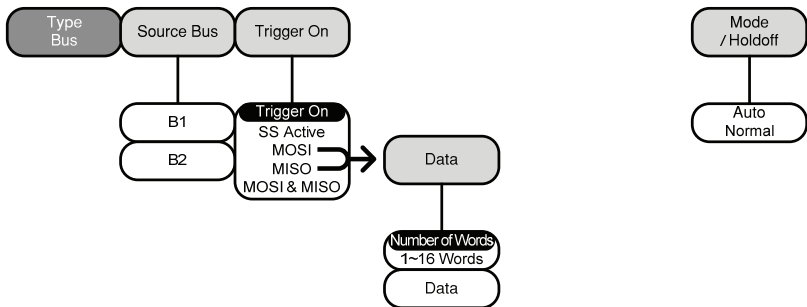 Type
Bus
Source Bus
Trigger On
Mode
/ Holdoff
B1
B2
Trigger On
SS Active
MOSI
MISO
MOSI & MISO
Data
Auto
Normal
Number of Words
1~16 Words
Data